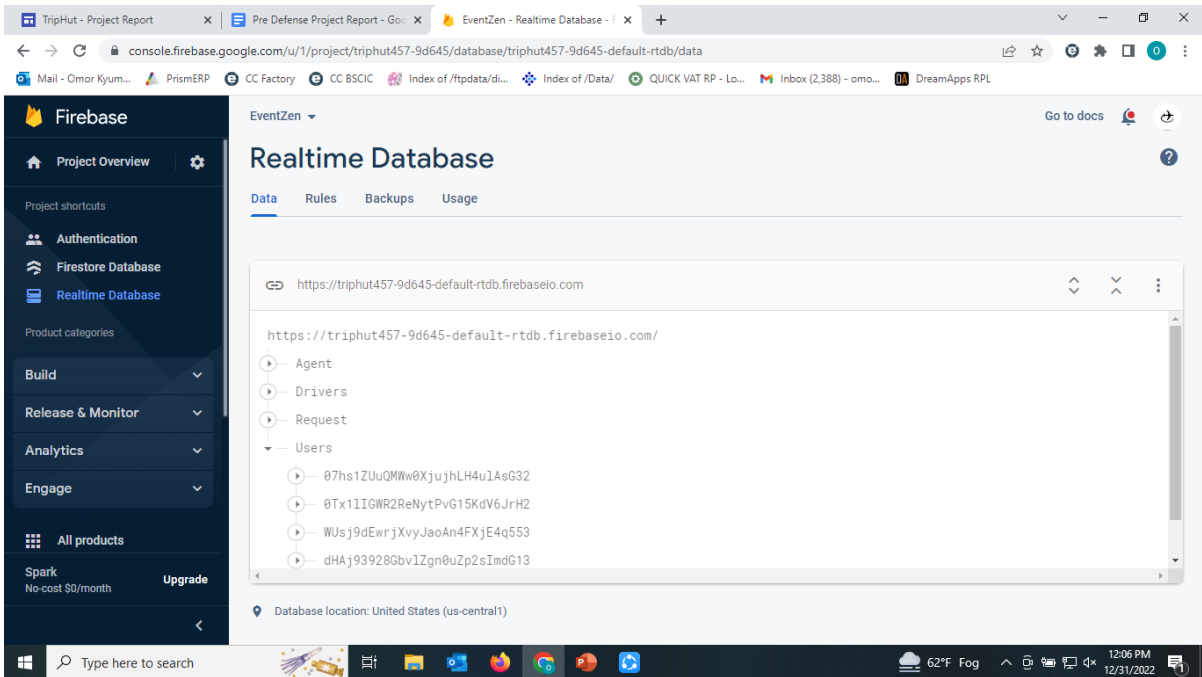 TripHut - Project Report
Pre Defense Project Report - Goo
EventZen - Realtime Database - F
console.firebase.google.com/u/1/project/triphut457-9d645/database/triphut457-9d645-default-rtdb/data
Mail - Omor Kyum...
PrismERP
CC Factory
CC BSCIC
Index of /ftpdata/di...
Index of /Data/
QUICK VAT RP - Lo...
Inbox (2,388) - omo...
DreamApps RPL
Firebase
EventZen
Go to docs
Project Overview
Realtime Database
Data Rules Backups Usage
Project shortcuts
Authentication
Firestore Database
Realtime Database
Product categories
Build
Release & Monitor
Analytics
Engage
All products
Spark
No-cost $0/month
Upgrade
https://triphut457-9d645-default-rtdb.firebaseio.com
https://triphut457-9d645-default-rtdb.firebaseio.com/
Agent
Drivers
Request
Users
07hs1ZUuQMWw0XjujhLH4ulAsG32
0Tx1lIGWR2ReNytPvG15KdV6JrH2
WUsj9dEwrjXvyJaoAn4FXjE4q553
dHAj93928GbvlZgn0uZp2sImdG13
Database location: United States (us-central1)
Type here to search
62°F Fog
12:06 PM
12/31/2022